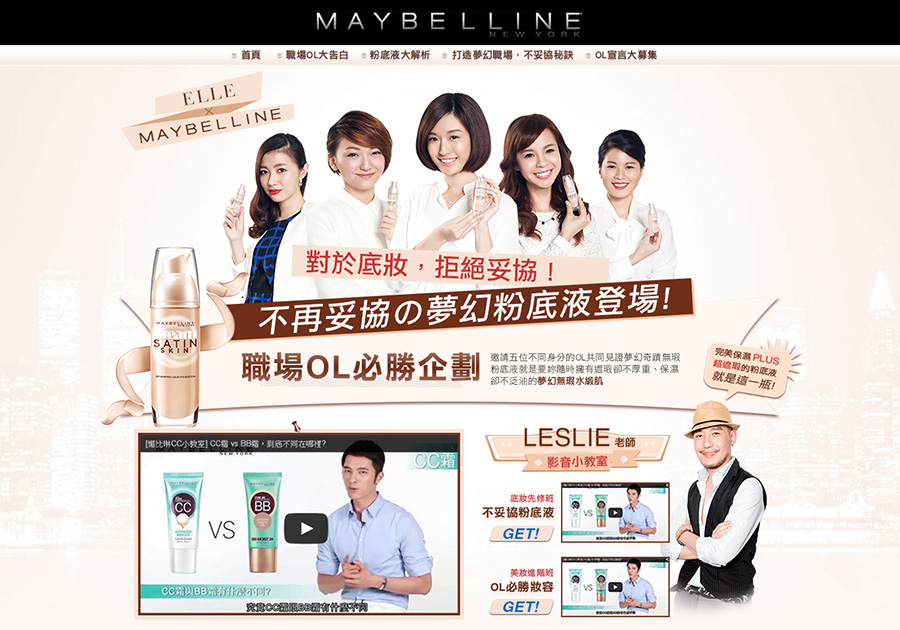 MAYBELLINE
NEW YORK
首頁
職場OL大告白
粉底液大解析
打造夢幻職場，不妥協秘訣
OL宣言大募集
ELLE
×
MAYBELLINE
對於底妝，拒絕妥協！
不再妥協の夢幻粉底液登場!
MAYBELLINE
SATIN
SKIN
職場OL必勝企劃
邀請五位不同身分的OL共同見證夢幻奇蹟無瑕
粉底液就是要妳隨時擁有遮瑕卻不厚重、保濕
卻不泛油的夢幻無瑕水緞肌
完美保濕 PLUS
超遮瑕的粉底液
就是這一瓶!
[媚比琳CC小教室] CC霜 vs BB霜，到底不同在哪裡?
NEW YORK
CC霜
CC
VS
BB
CC霜與BB霜有什麼不同?
究竟CC霜跟BB霜有什麼不同
LESLIE 老師
影音小教室
底妝先修班
不妥協粉底液
GET!
VS
美妝進階班
OL必勝妝容
GET!
VS